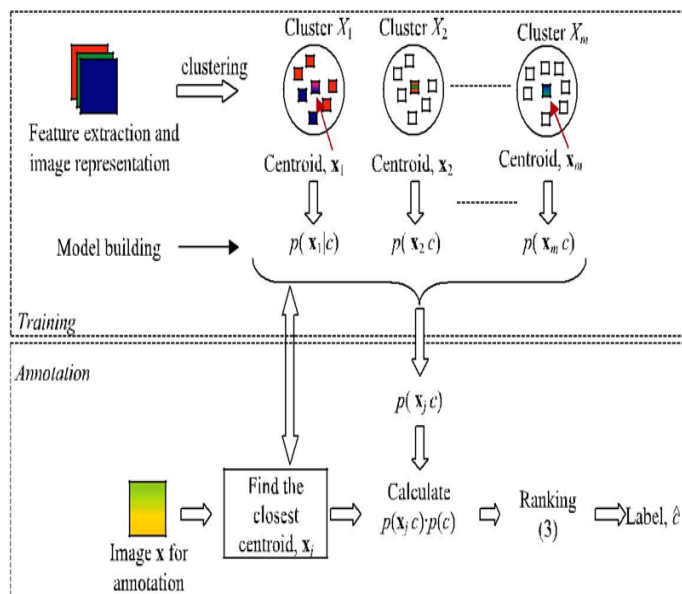 Cluster X1 Cluster X2 Cluster Xm
clustering
Feature extraction and
image representation
Centroid, x1 Centroid, x2 Centroid, xm
Model building p( x1|c) p( x2 c) p( xm c)
Training
Annotation
p( xj c)
Find the
closest
centroid, xj
Calculate
p(xj c)·p(c)
Ranking
(3)
Label, ĉ
Image x for
annotation